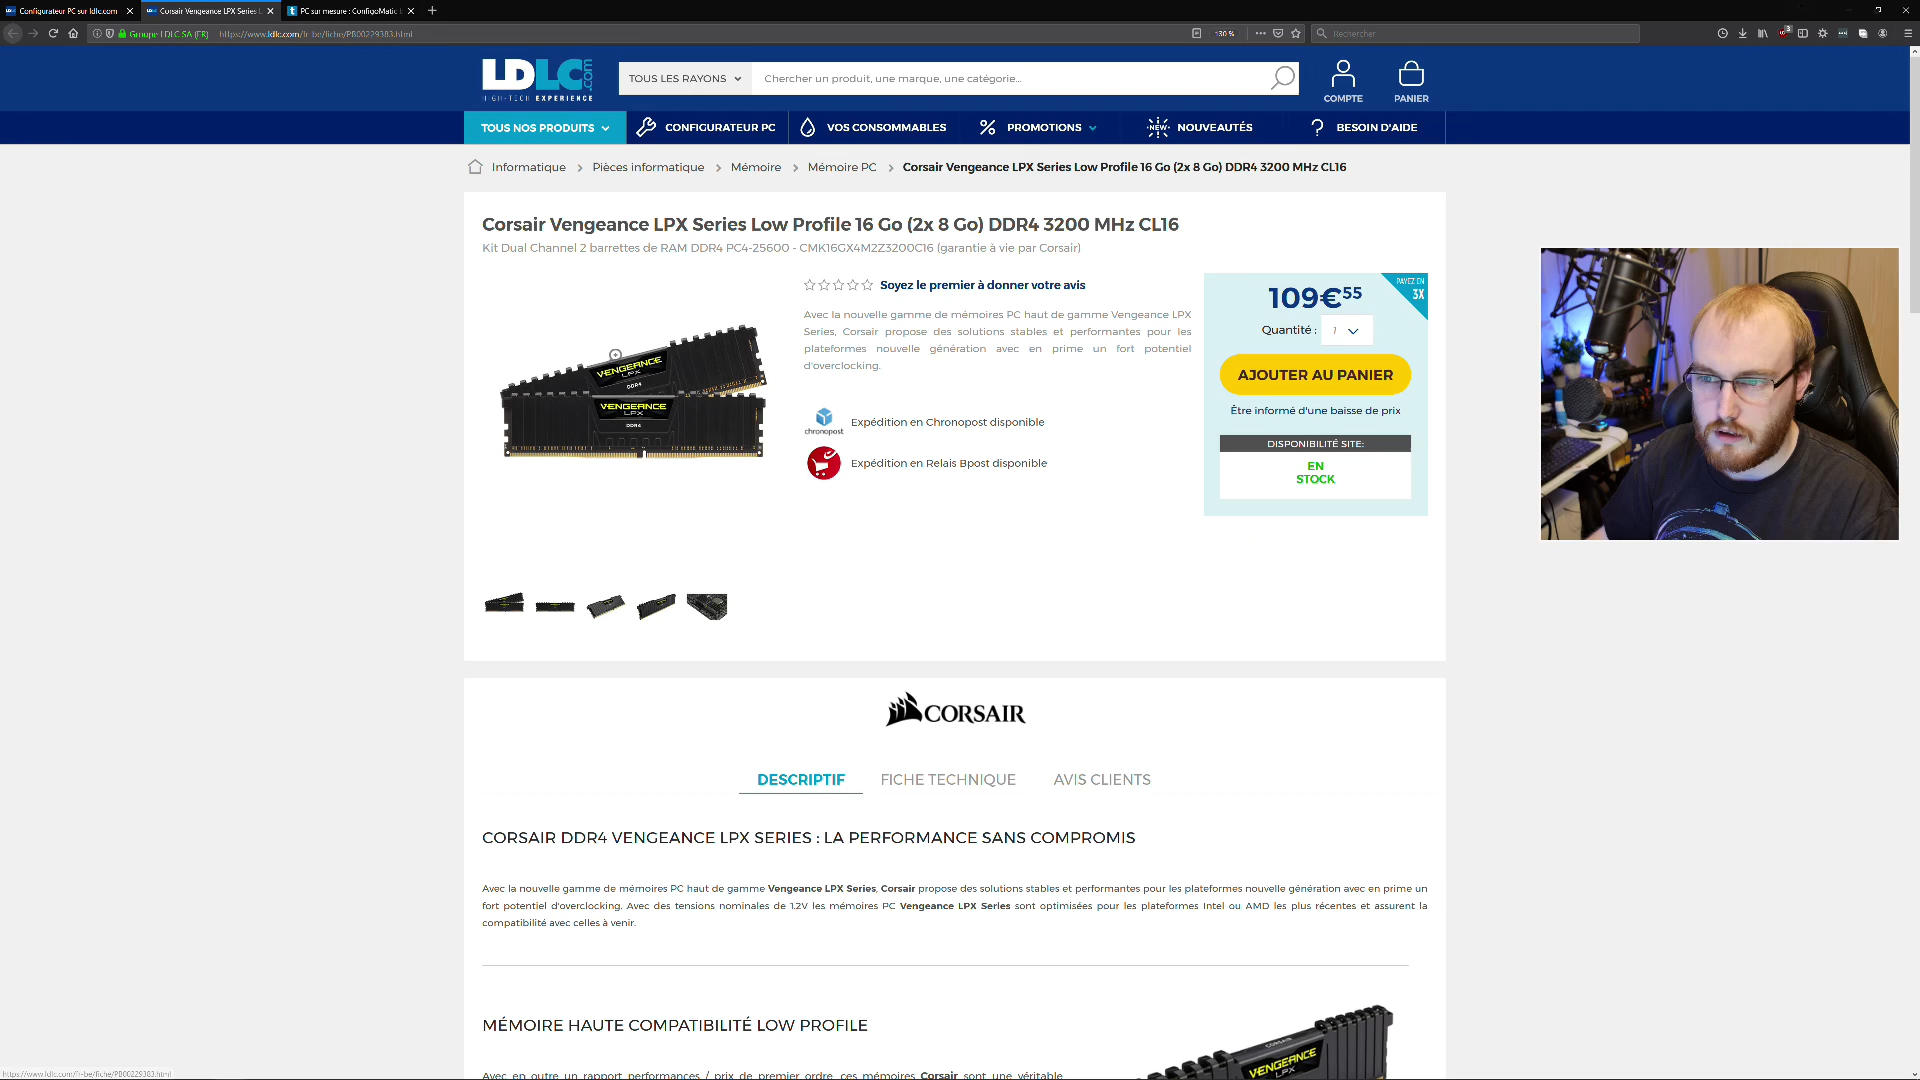 Configurateur PC sur ldlc.com
Corsair Vengeance LPX Series L
PC sur mesure : ConfigoMatic
Groupe LDLC SA (FR)
https://www.ldlc.com/fr-be/fiche/PB00229383.html
130 %
Rechercher
LDLC.com
HIGH-TECH EXPERIENCE
TOUS LES RAYONS
Chercher un produit, une marque, une catégorie...
COMPTE
PANIER
TOUS NOS PRODUITS
CONFIGURATEUR PC
VOS CONSOMMABLES
PROMOTIONS
NEW
NOUVEAUTÉS
BESOIN D'AIDE
Informatique > Pièces informatique > Mémoire > Mémoire PC > Corsair Vengeance LPX Series Low Profile 16 Go (2x 8 Go) DDR4 3200 MHz CL16
Corsair Vengeance LPX Series Low Profile 16 Go (2x 8 Go) DDR4 3200 MHz CL16
Kit Dual Channel 2 barrettes de RAM DDR4 PC4-25600 - CMK16GX4M2Z3200C16 (garantie à vie par Corsair)
VENGEANCE
LPX
DDR4
VENGEANCE
LPX
DDR4
Soyez le premier à donner votre avis
Avec la nouvelle gamme de mémoires PC haut de gamme Vengeance LPX
Series, Corsair propose des solutions stables et performantes pour les
plateformes nouvelle génération avec en prime un fort potentiel
d'overclocking.
chronopost
Expédition en Chronopost disponible
Expédition en Relais Bpost disponible
PAYEZ EN
3X
109€55
Quantité : 1
AJOUTER AU PANIER
Être informé d'une baisse de prix
DISPONIBILITÉ SITE:
EN
STOCK
CORSAIR
DESCRIPTIF
FICHE TECHNIQUE
AVIS CLIENTS
CORSAIR DDR4 VENGEANCE LPX SERIES : LA PERFORMANCE SANS COMPROMIS
Avec la nouvelle gamme de mémoires PC haut de gamme Vengeance LPX Series, Corsair propose des solutions stables et performantes pour les plateformes nouvelle génération avec en prime un
fort potentiel d'overclocking. Avec des tensions nominales de 1.2V les mémoires PC Vengeance LPX Series sont optimisées pour les plateformes Intel ou AMD les plus récentes et assurent la
compatibilité avec celles à venir.
MÉMOIRE HAUTE COMPATIBILITÉ LOW PROFILE
Avec en outre un rapport performances / prix de premier ordre, ces mémoires Corsair sont une véritable
CORSAIR
VENGEANCE
LPX
https://www.ldlc.com/fr-be/fiche/PB00229383.html